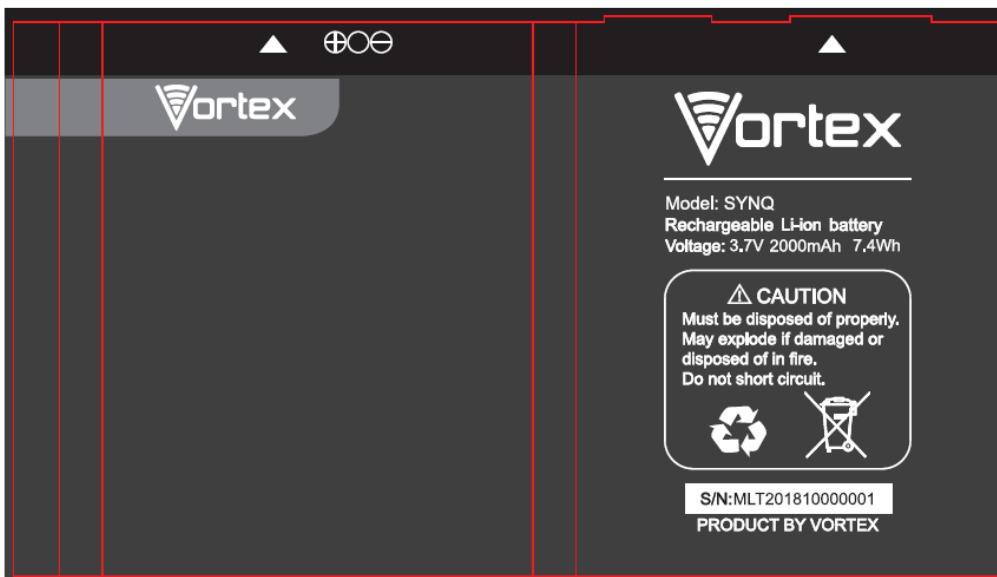 Vortex
Vortex
Model: SYNQ
Rechargeable Li-ion battery
Voltage: 3.7V 2000mAh 7.4Wh
⚠ CAUTION
Must be disposed of properly.
May explode if damaged or
disposed of in fire.
Do not short circuit.
S/N:MLT201810000001
PRODUCT BY VORTEX